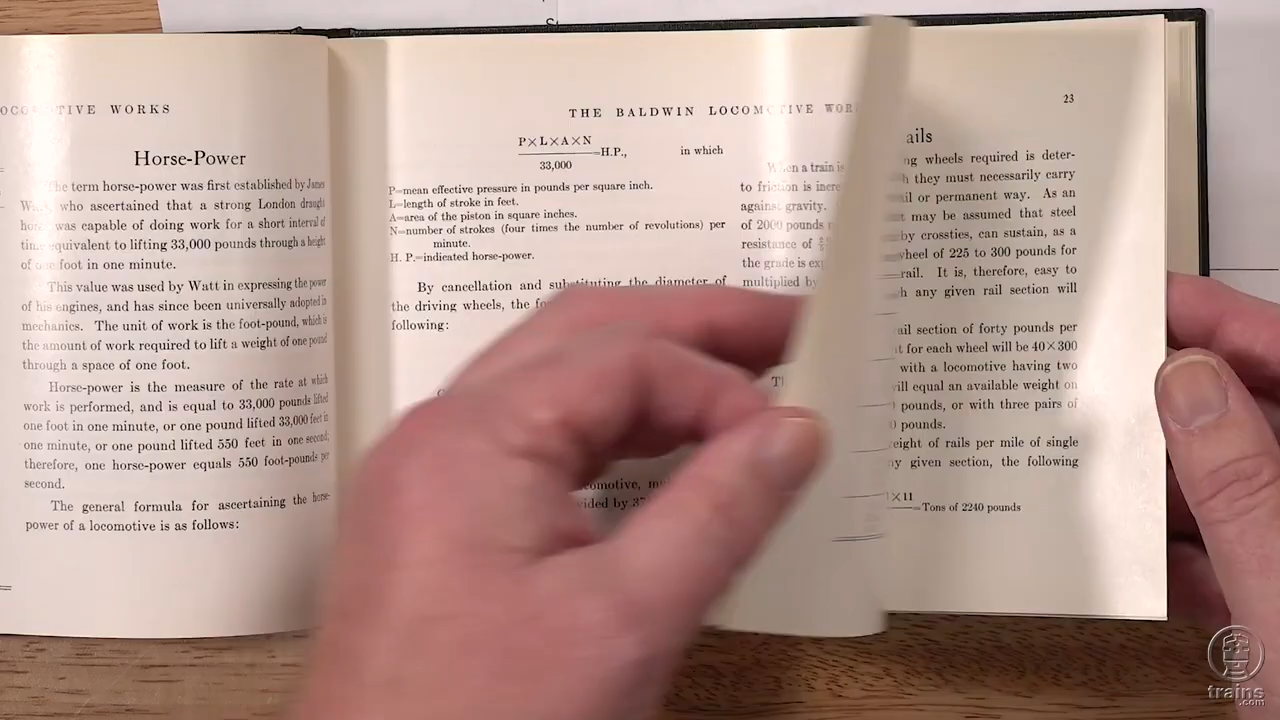 St
OCOMOTIVE WORKS
Horse-Power
The term horse-power was first established by James
Watt, who ascertained that a strong London draught
horse was capable of doing work for a short interval of
time equivalent to lifting 33,000 pounds through a height
of one foot in one minute.
This value was used by Watt in expressing the power
of his engines, and has since been universally adopted in
mechanics. The unit of work is the foot-pound, which is
the amount of work required to lift a weight of one pound
through a space of one foot.
Horse-power is the measure of the rate at which
work is performed, and is equal to 33,000 pounds lifted
one foot in one minute, or one pound lifted 33,000 feet in
one minute, or one pound lifted 550 feet in one second;
therefore, one horse-power equals 550 foot-pounds per
second.
The general formula for ascertaining the horse-
power of a locomotive is as follows:
THE BALDWIN LOCOMOTIVE WOR
P×L×A×N
33,000
=H.P., in which
P=mean effective pressure in pounds per square inch.
L=length of stroke in feet.
A=area of the piston in square inches.
N=number of strokes (four times the number of revolutions) per
minute.
H. P.=indicated horse-power.
By cancellation and substituting the diameter of
the driving wheels, the fo
following:
comotive, mu
vided by 37
When a train is
to friction is incre
against gravity.
of 2000 pounds
resistance of
the grade is exp
multiplied by
T
23
ails
ng wheels required is deter-
h they must necessarily carry
ail or permanent way. As an
t may be assumed that steel
by crossties, can sustain, as a
wheel of 225 to 300 pounds for
rail. It is, therefore, easy to
h any given rail section will
ail section of forty pounds per
t for each wheel will be 40×300
with a locomotive having two
will equal an available weight on
pounds, or with three pairs of
0 pounds.
eight of rails per mile of single
ny given section, the following
×11
=Tons of 2240 pounds
trains
.com